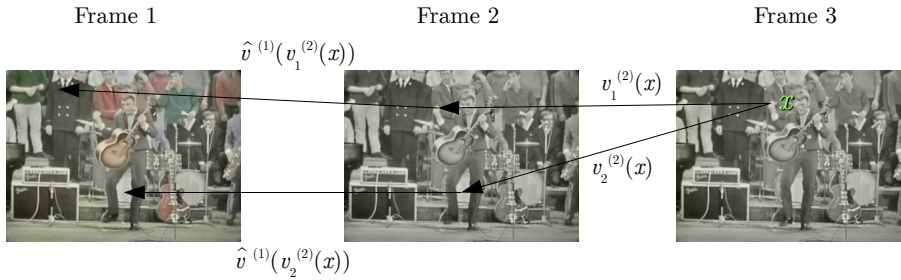 Frame 1
Frame 2
Frame 3
v̂ ⁽¹⁾(v₁⁽²⁾(x))
v₁⁽²⁾(x)
x
v₂⁽²⁾(x)
v̂ ⁽¹⁾(v₂⁽²⁾(x))